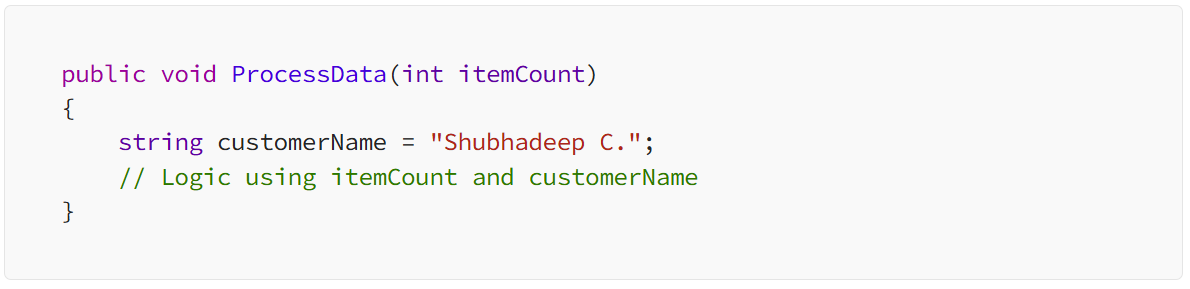 public void ProcessData(int itemCount)
{
    string customerName = "Shubhadeep C.";
    // Logic using itemCount and customerName
}